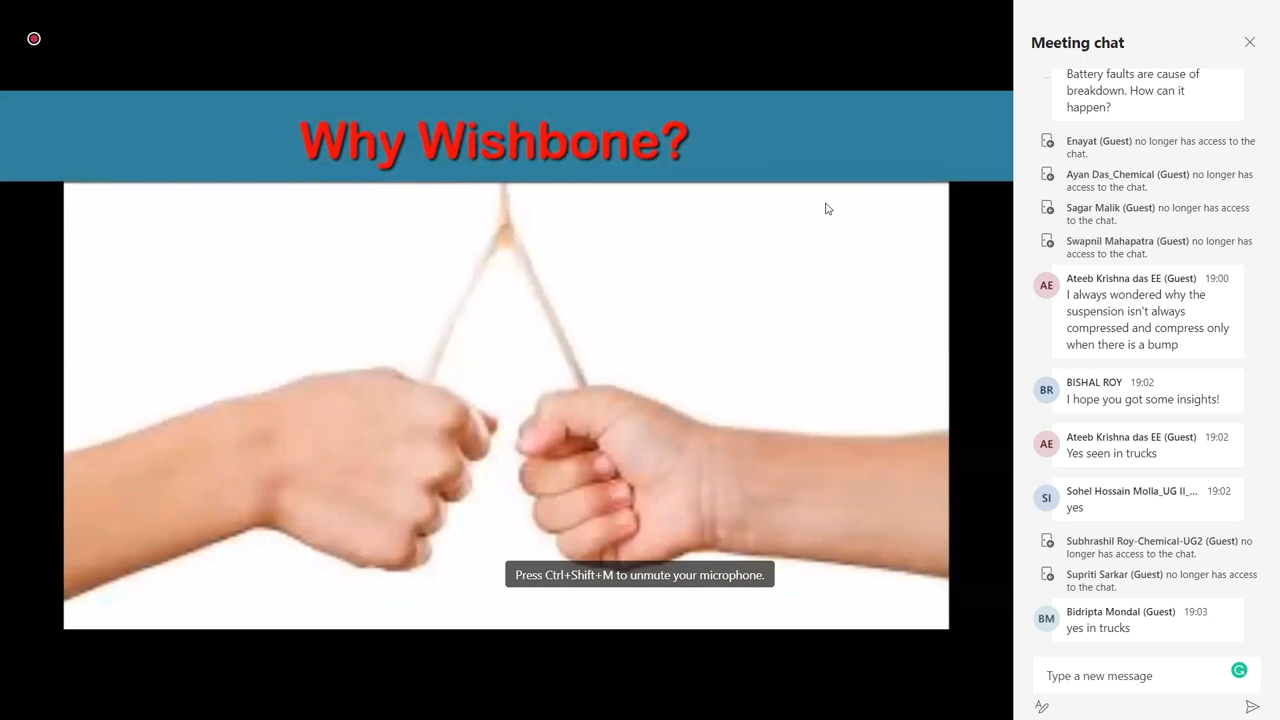 Why Wishbone?
Press Ctrl+Shift+M to unmute your microphone.
Meeting chat
Battery faults are cause of
breakdown. How can it
happen?
Enayat (Guest) no longer has access to the
chat.
Ayan Das_Chemical (Guest) no longer has
access to the chat.
Sagar Malik (Guest) no longer has access
to the chat.
Swapnil Mahapatra (Guest) no longer has
access to the chat.
AE
Ateeb Krishna das EE (Guest) 19:00
I always wondered why the
suspension isn't always
compressed and compress only
when there is a bump
BR
BISHAL ROY 19:02
I hope you got some insights!
AE
Ateeb Krishna das EE (Guest) 19:02
Yes seen in trucks
SI
Sohel Hossain Molla_UG II_... 19:02
yes
Subhrashil Roy-Chemical-UG2 (Guest) no
longer has access to the chat.
Supriti Sarkar (Guest) no longer has access
to the chat.
BM
Bidripta Mondal (Guest) 19:03
yes in trucks
Type a new message